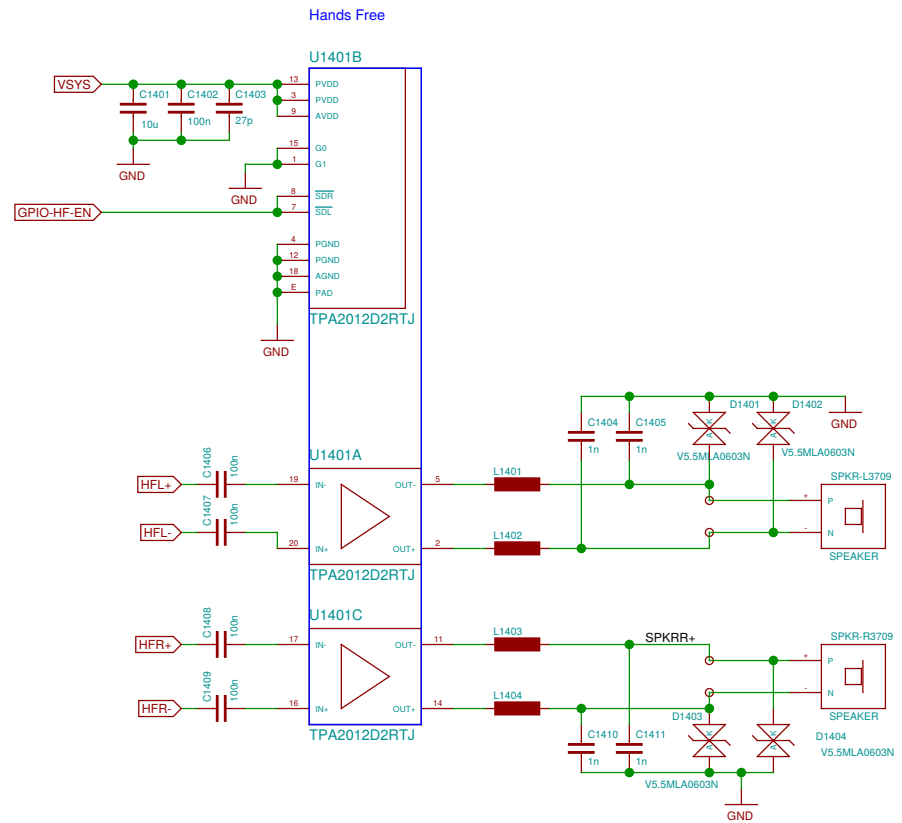 Hands Free
U1401B
VSYS
C1401
C1402
C1403
10u
100n
27p
GND
13
PVDD
3
PVDD
9
AVDD
15
G0
1
G1
GND
8
SDR
GPIO-HF-EN
7
SDL
4
PGND
12
PGND
18
AGND
E
PAD
TPA2012D2RTJ
GND
C1404
C1405
D1401
D1402
GND
1n
1n
A
K
A
K
V5.5MLA0603N
V5.5MLA0603N
U1401A
C1406
100n
HFL+
19
IN-
OUT-
5
L1401
SPKR-L3709
+
P
C1407
100n
HFL-
20
IN+
OUT+
2
L1402
-
N
SPEAKER
TPA2012D2RTJ
U1401C
C1408
100n
HFR+
17
IN-
OUT-
11
L1403
SPKRR+
SPKR-R3709
+
P
C1409
100n
HFR-
16
IN+
OUT+
14
L1404
-
N
SPEAKER
TPA2012D2RTJ
C1410
C1411
D1403
D1404
1n
1n
A
K
A
K
V5.5MLA0603N
V5.5MLA0603N
GND